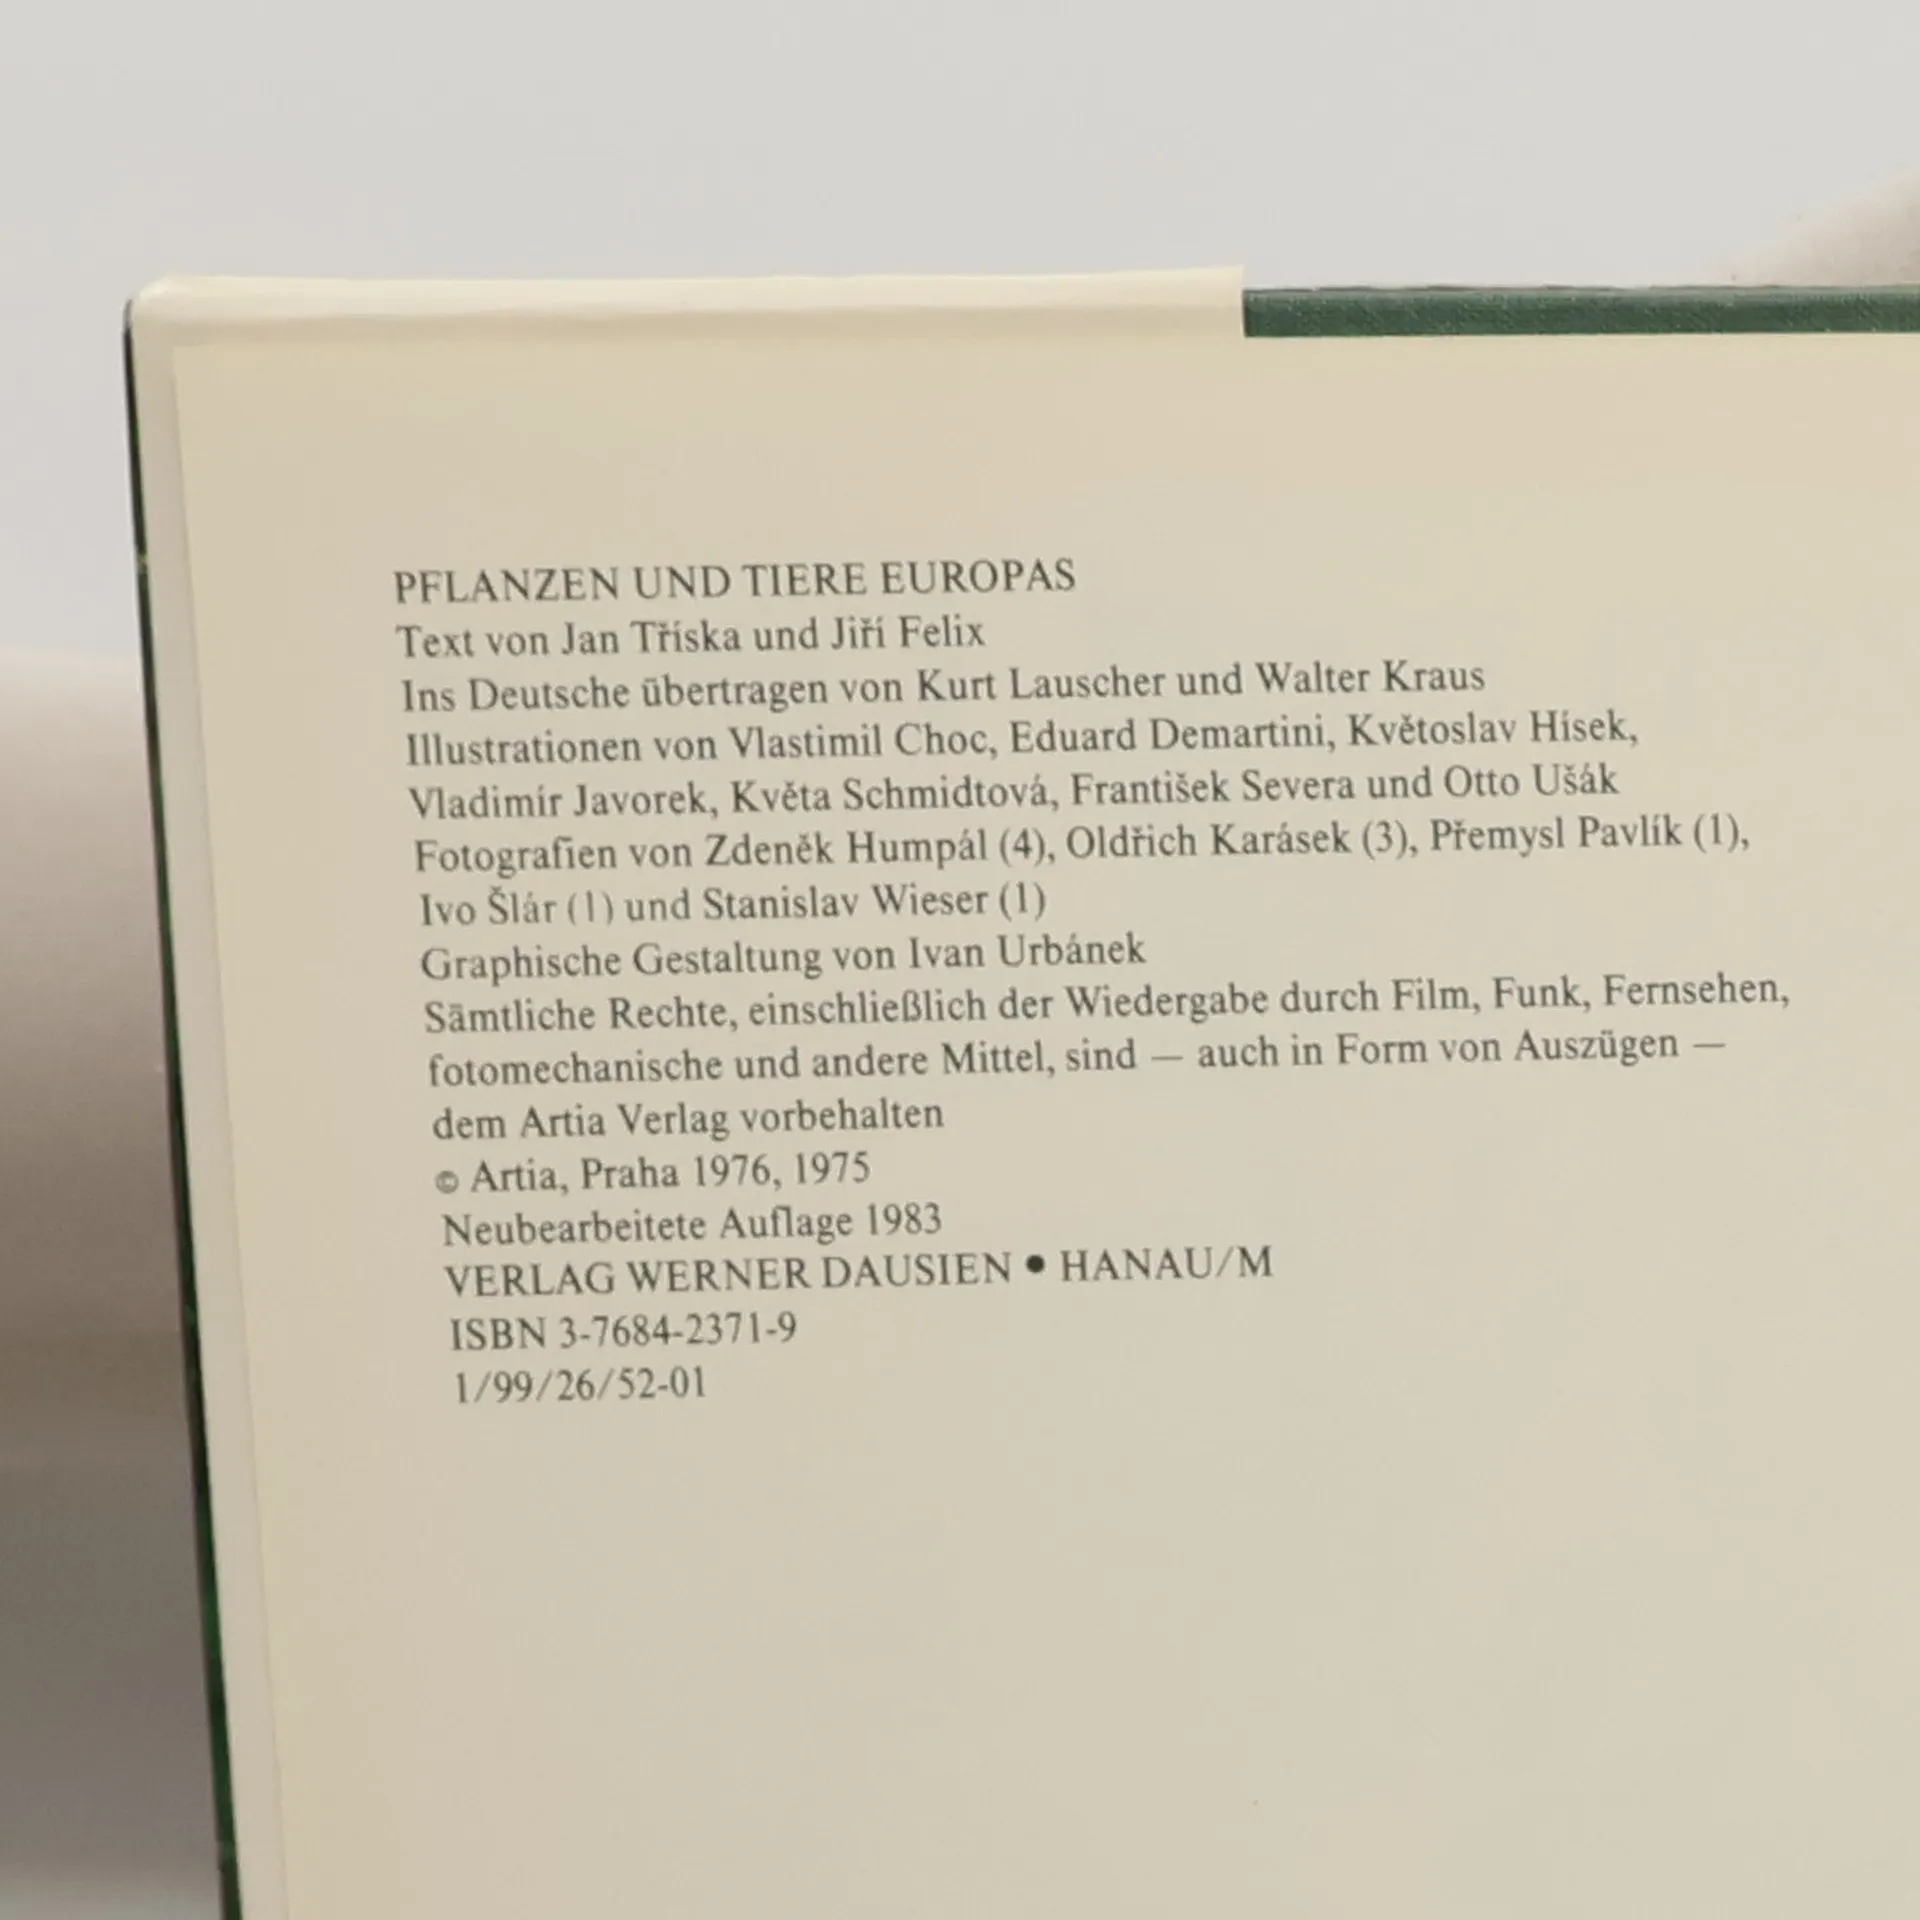 PFLANZEN UND TIERE EUROPAS
Text von Jan Tříska und Jiří Felix
Ins Deutsche übertragen von Kurt Lauscher und Walter Kraus
Illustrationen von Vlastimil Choc, Eduard Demartini, Květoslav Hísek,
Vladimír Javorek, Květa Schmidtová, František Severa und Otto Ušák
Fotografien von Zdeněk Humpál (4), Oldřich Karásek (3), Přemysl Pavlík (1),
Ivo Šlár (1) und Stanislav Wieser (1)
Graphische Gestaltung von Ivan Urbánek
Sämtliche Rechte, einschließlich der Wiedergabe durch Film, Funk, Fernsehen,
fotomechanische und andere Mittel, sind — auch in Form von Auszügen —
dem Artia Verlag vorbehalten
© Artia, Praha 1976, 1975
Neubearbeitete Auflage 1983
VERLAG WERNER DAUSIEN • HANAU/M
ISBN 3-7684-2371-9
1/99/26/52-01